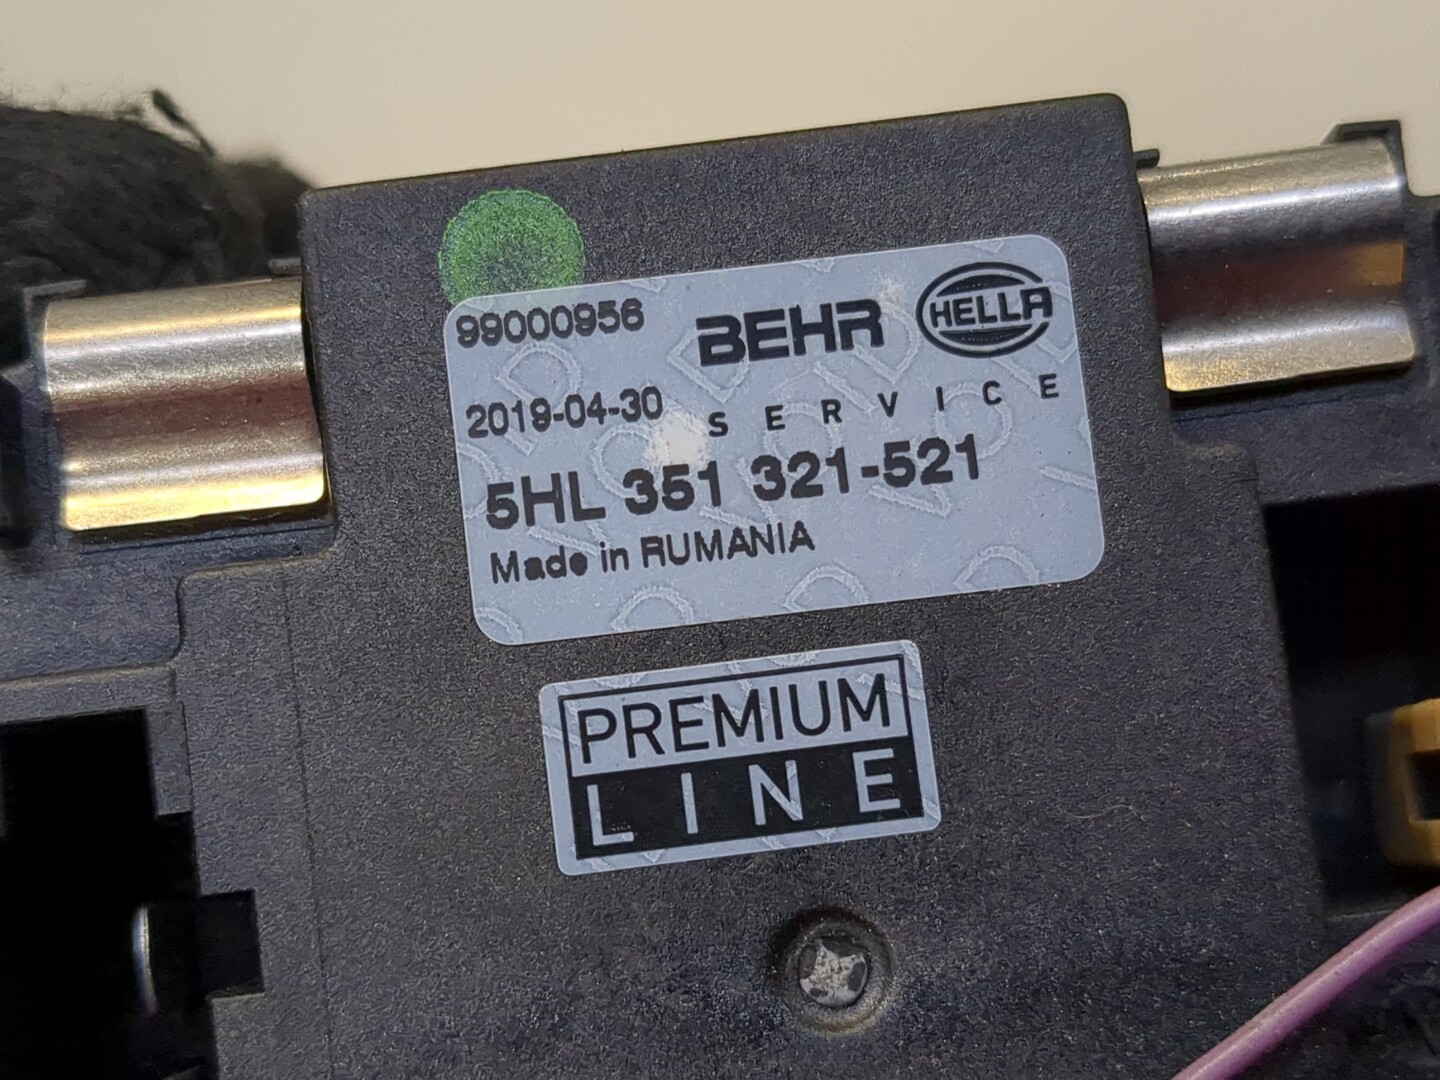 99000956
BEHR HELLA
2019-04-30
SERVICE
5HL 351 321-521
Made in RUMANIA
PREMIUM
LINE